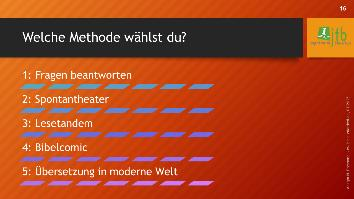 16
Welche Methode wählst du?
jtb
1: Fragen beantworten
2: Spontantheater
3: Lesetandem
4: Bibelcomic
5: Übersetzung in moderne Welt